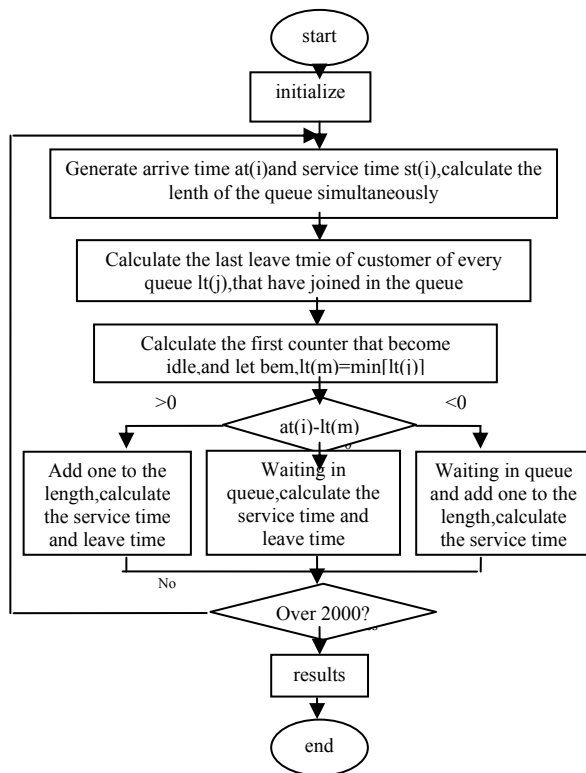 start
initialize
Generate arrive time at(i)and service time st(i),calculate the
lenth of the queue simultaneously
Calculate the last leave tmie of customer of every
queue lt(j),that have joined in the queue
Calculate the first counter that become
idle,and let bem,lt(m)=min[lt(j)]
>0
<0
at(i)-lt(m)
Add one to the
length,calculate
the service time
and leave time
Waiting in
queue,calculate the
service time and
leave time
Waiting in queue
and add one to the
length,calculate
the service time
No
Over 2000?
results
end